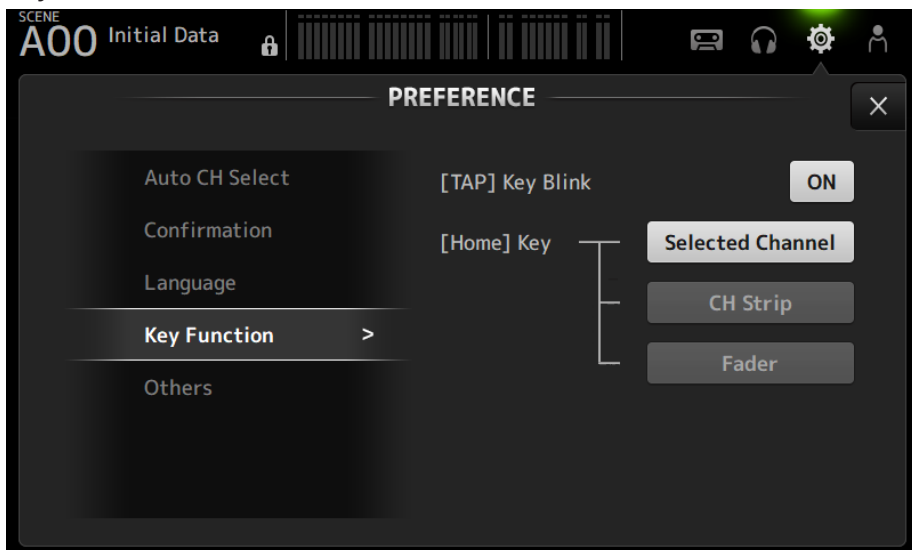 SCENE
A00 Initial Data
PREFERENCE
Auto CH Select
Confirmation
Language
Key Function >
Others
[TAP] Key Blink ON
[Home] Key Selected Channel
CH Strip
Fader